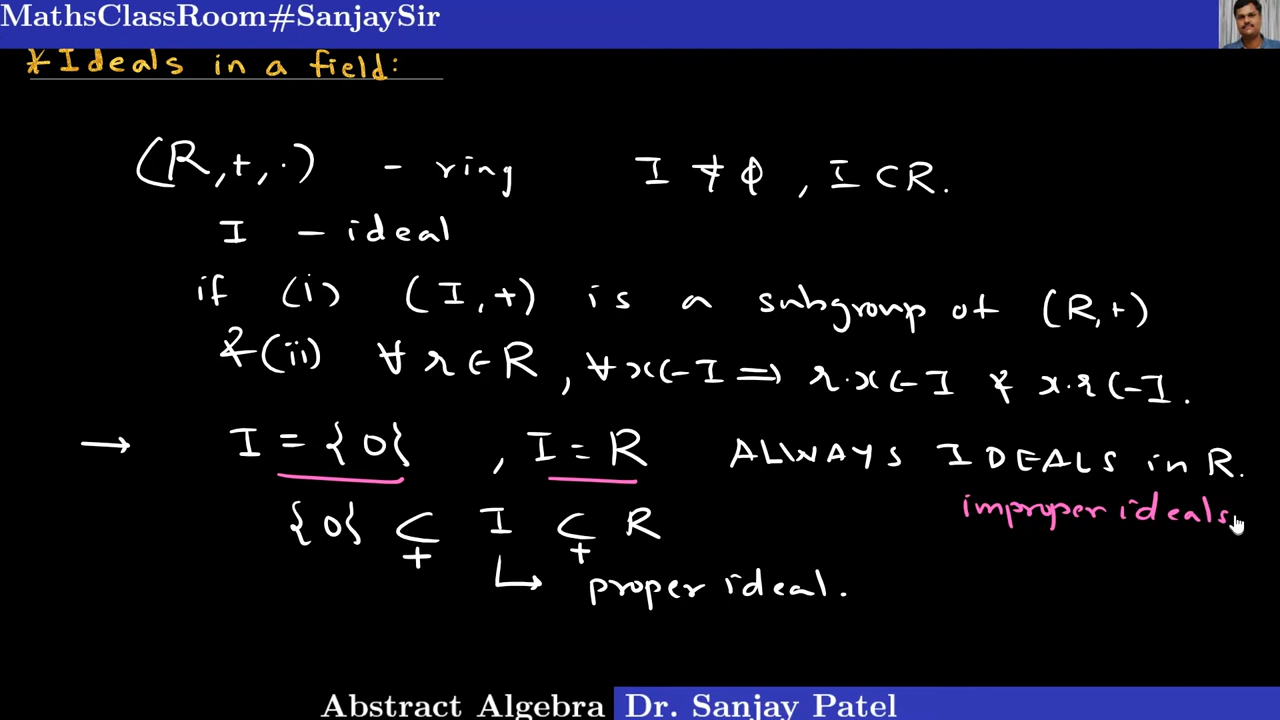 MathsClassRoom#SanjaySir
* Ideals in a field:
(R,+,·) - ring I ≠ ϕ , I ⊂ R.
I - ideal
if (i) (I,+) is a subgroup of (R,+)
&(ii) ∀ r ∈ R, ∀ x ∈ I ⇒ r·x ∈ I & x·r ∈ I.
→ I = {0} , I = R ALWAYS IDEALS in R.
improper ideals
{0} ⊊ I ⊊ R
↳ proper ideal.
Abstract Algebra Dr. Sanjay Patel